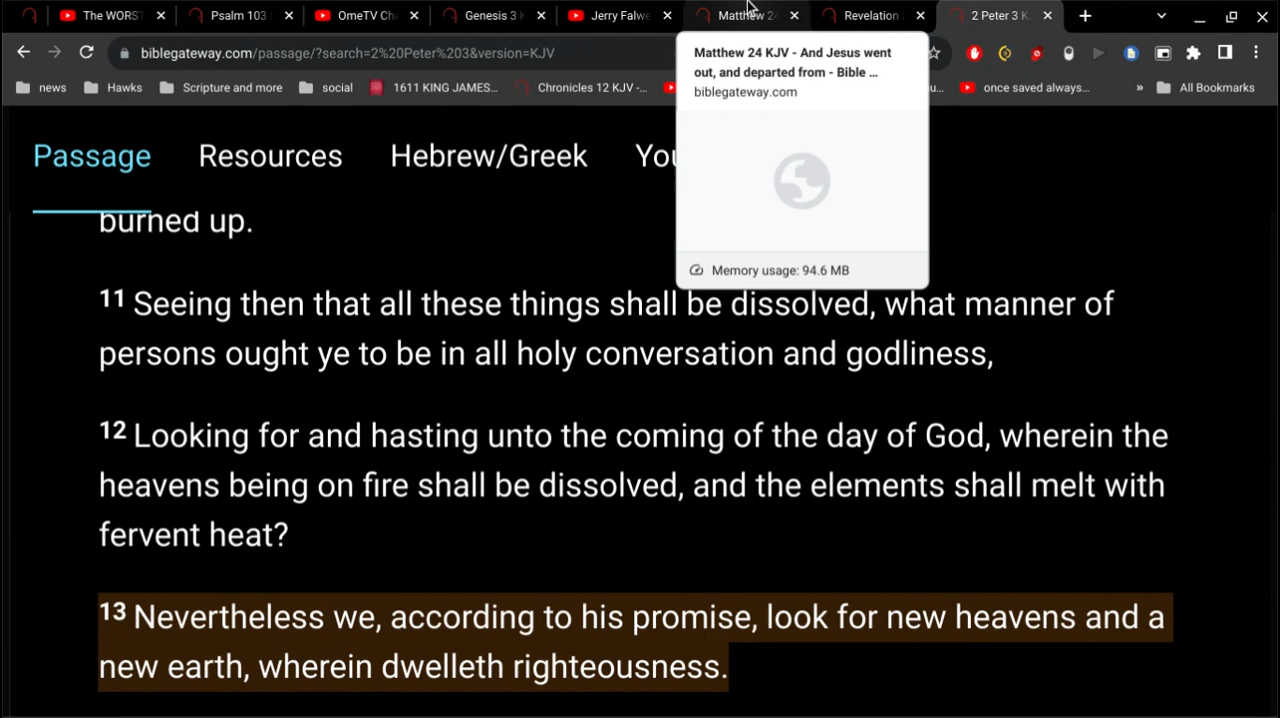 The WORST
Psalm 103
OmeTV Ch
Genesis 3 K
Jerry Falwe
Matthew 24
Revelation
2 Peter 3 K
biblegateway.com/passage/?search=2%20Peter%203&version=KJV
Matthew 24 KJV - And Jesus went
out, and departed from - Bible ...
biblegateway.com
Memory usage: 94.6 MB
news
Hawks
Scripture and more
social
1611 KING JAMES...
Chronicles 12 KJV -...
u...
once saved always...
»
All Bookmarks
Passage
Resources
Hebrew/Greek
You
burned up.
11 Seeing then that all these things shall be dissolved, what manner of
persons ought ye to be in all holy conversation and godliness,
12 Looking for and hasting unto the coming of the day of God, wherein the
heavens being on fire shall be dissolved, and the elements shall melt with
fervent heat?
13 Nevertheless we, according to his promise, look for new heavens and a
new earth, wherein dwelleth righteousness.